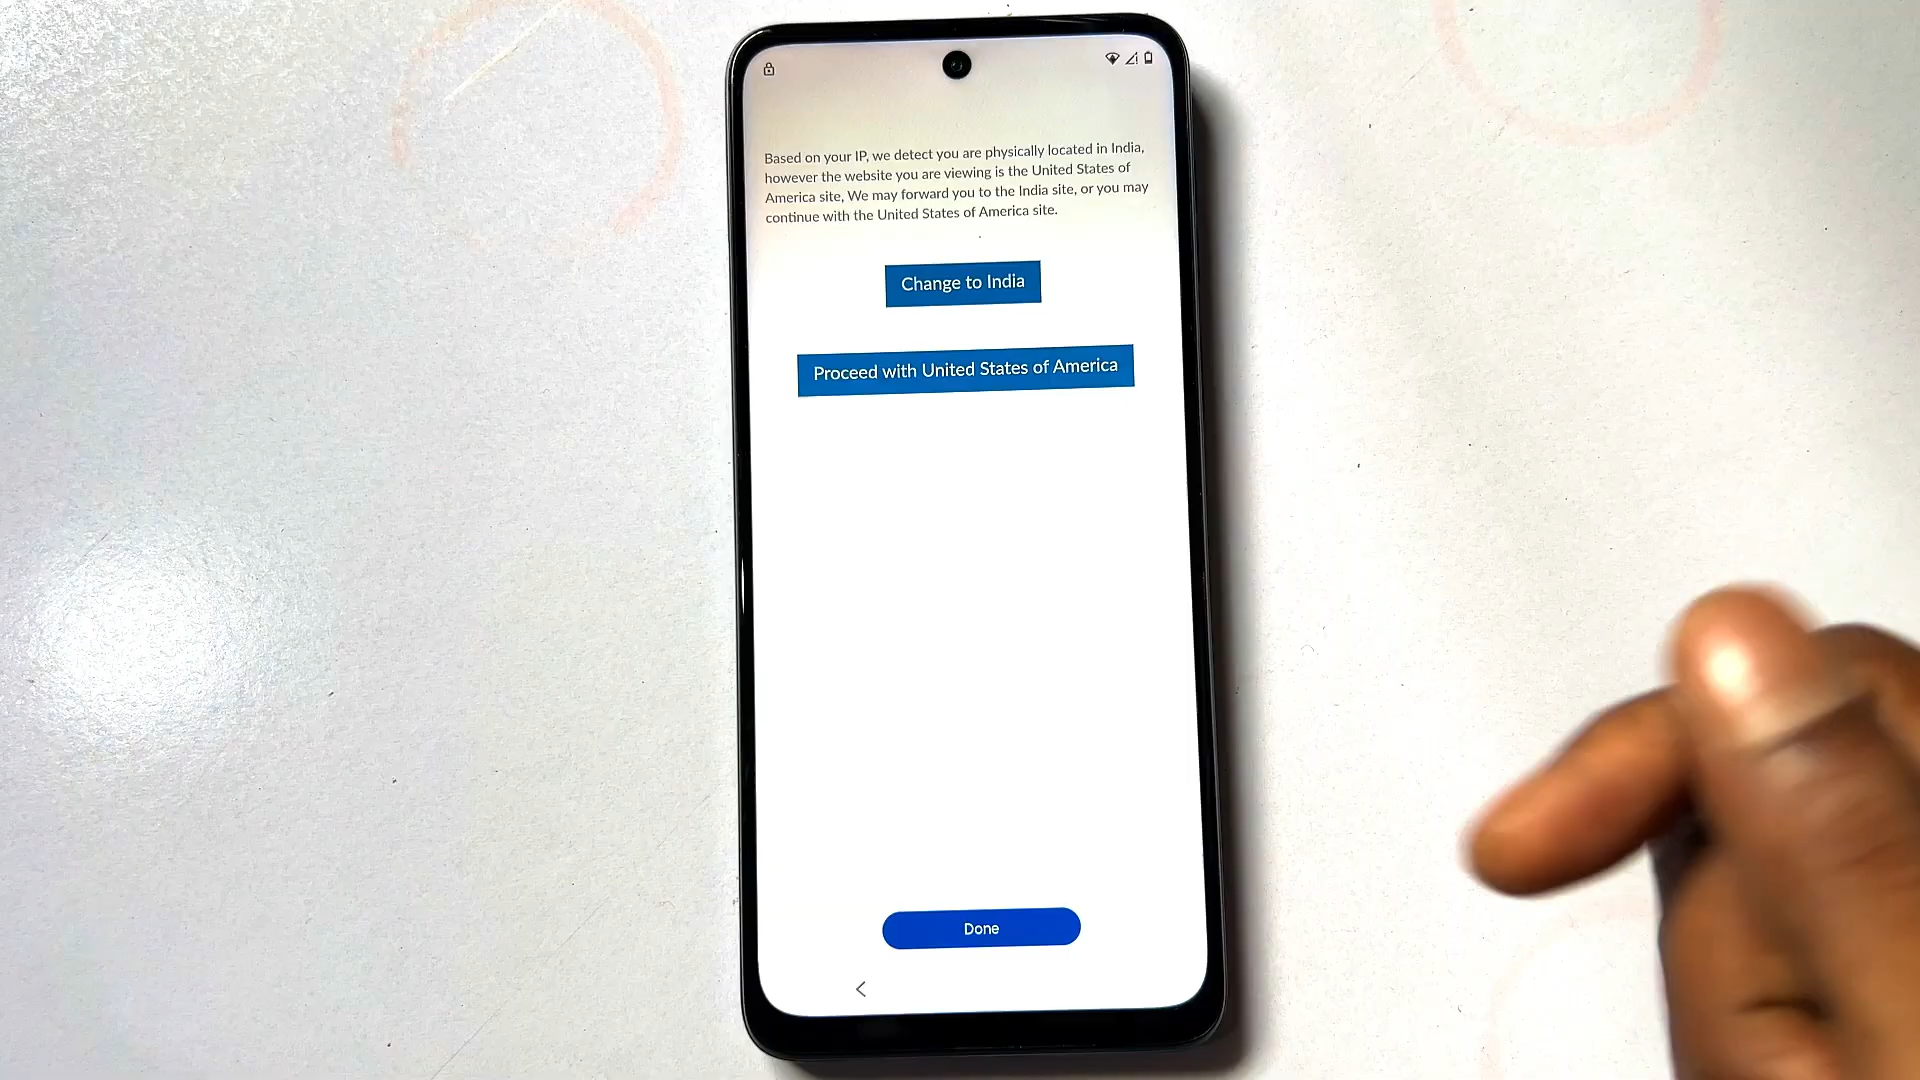 Based on your IP, we detect you are physically located in India,
however the website you are viewing is the United States of
America site, We may forward you to the India site, or you may
continue with the United States of America site.
Change to India
Proceed with United States of America
Done